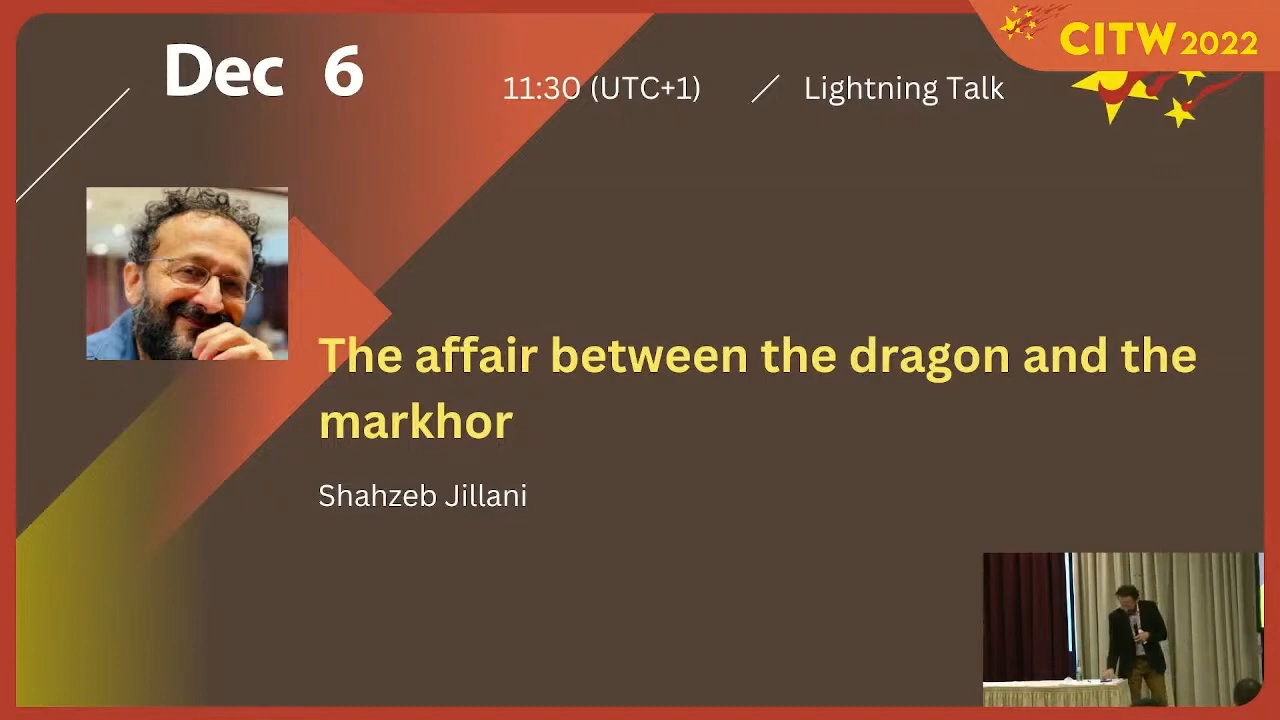 CITW 2022
Dec 6
11:30 (UTC+1) / Lightning Talk
The affair between the dragon and the
markhor
Shahzeb Jillani